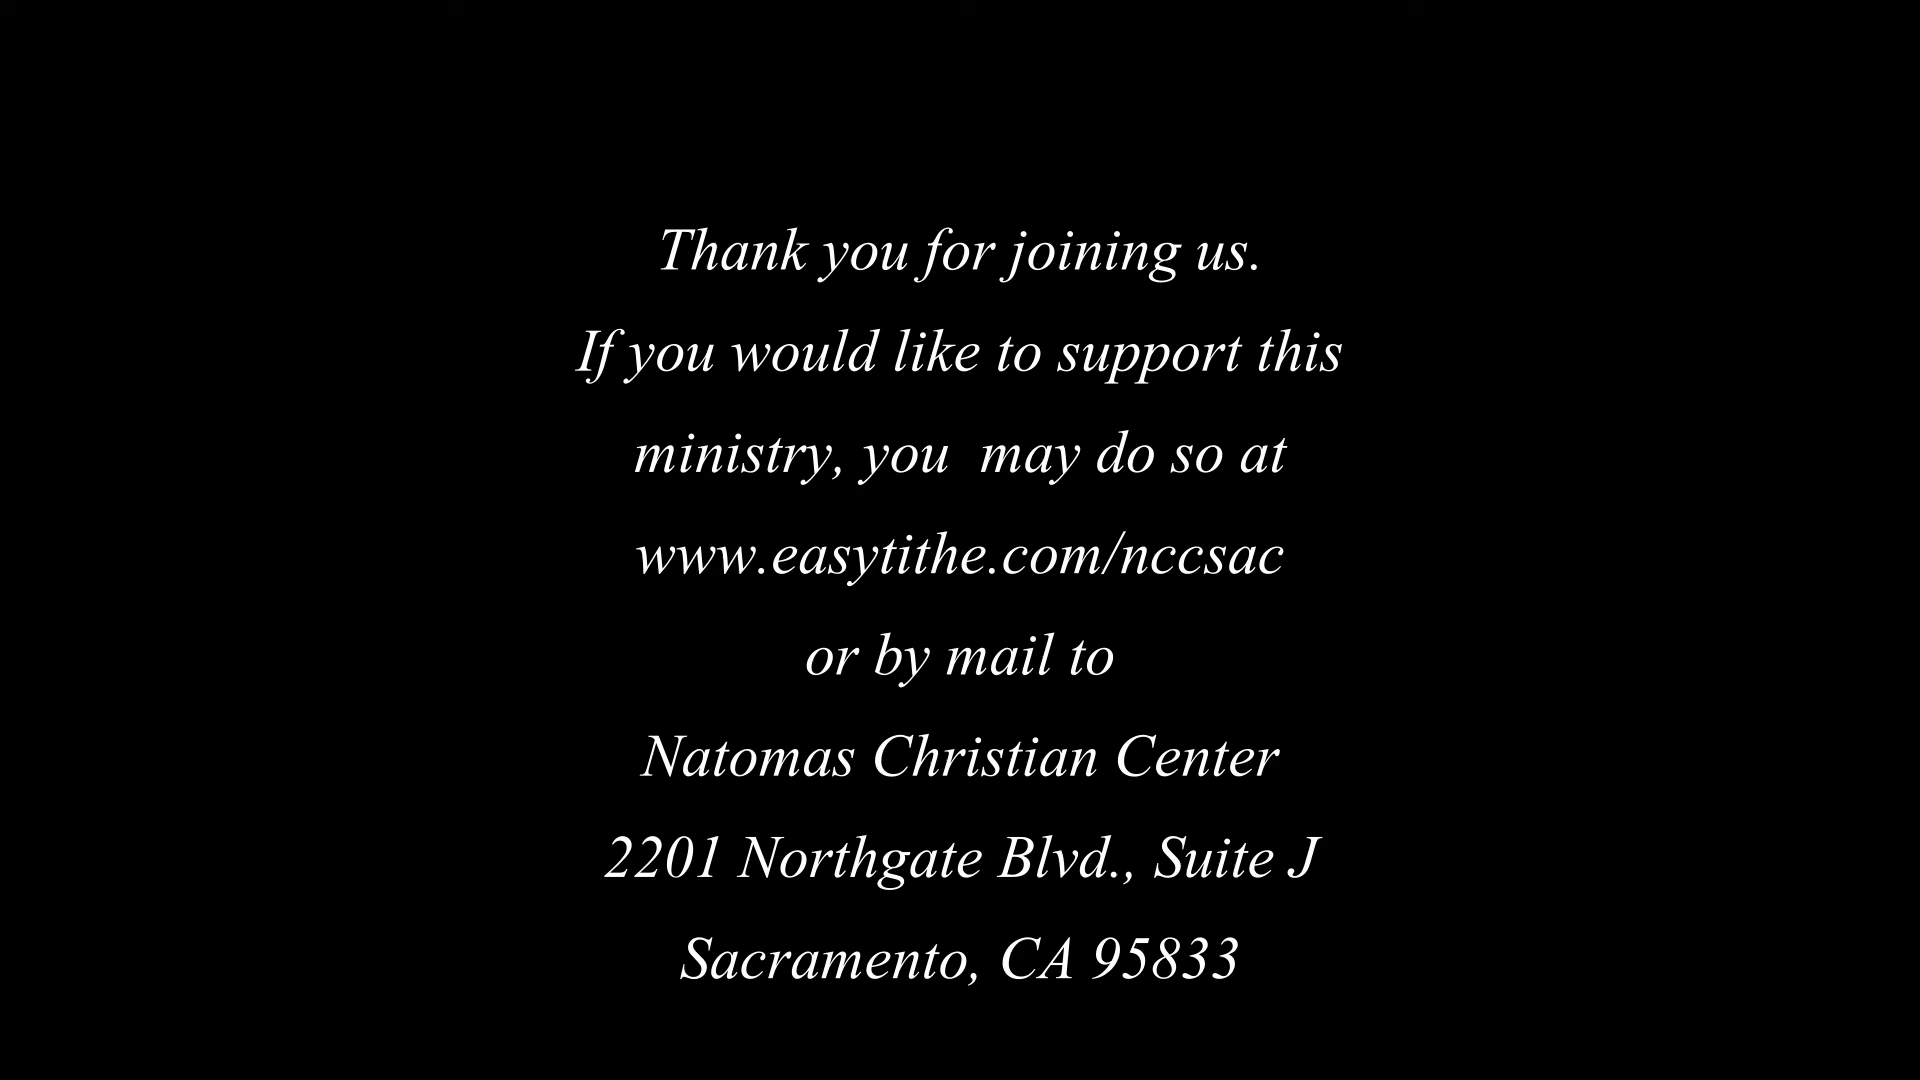 Thank you for joining us.
If you would like to support this
ministry, you  may do so at
www.easytithe.com/nccsac
or by mail to
Natomas Christian Center
2201 Northgate Blvd., Suite J
Sacramento, CA 95833